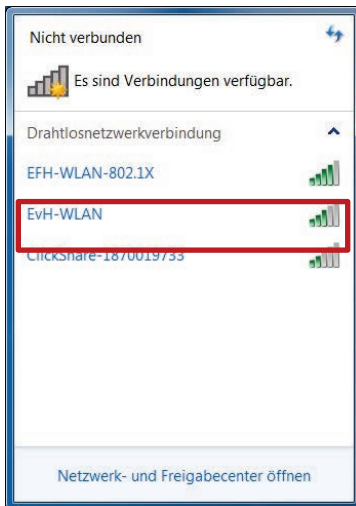 Nicht verbunden
Es sind Verbindungen verfügbar.
Drahtlosnetzwerkverbindung
EFH-WLAN-802.1X
EvH-WLAN
ClickShare-1870019733
Netzwerk- und Freigabecenter öffnen